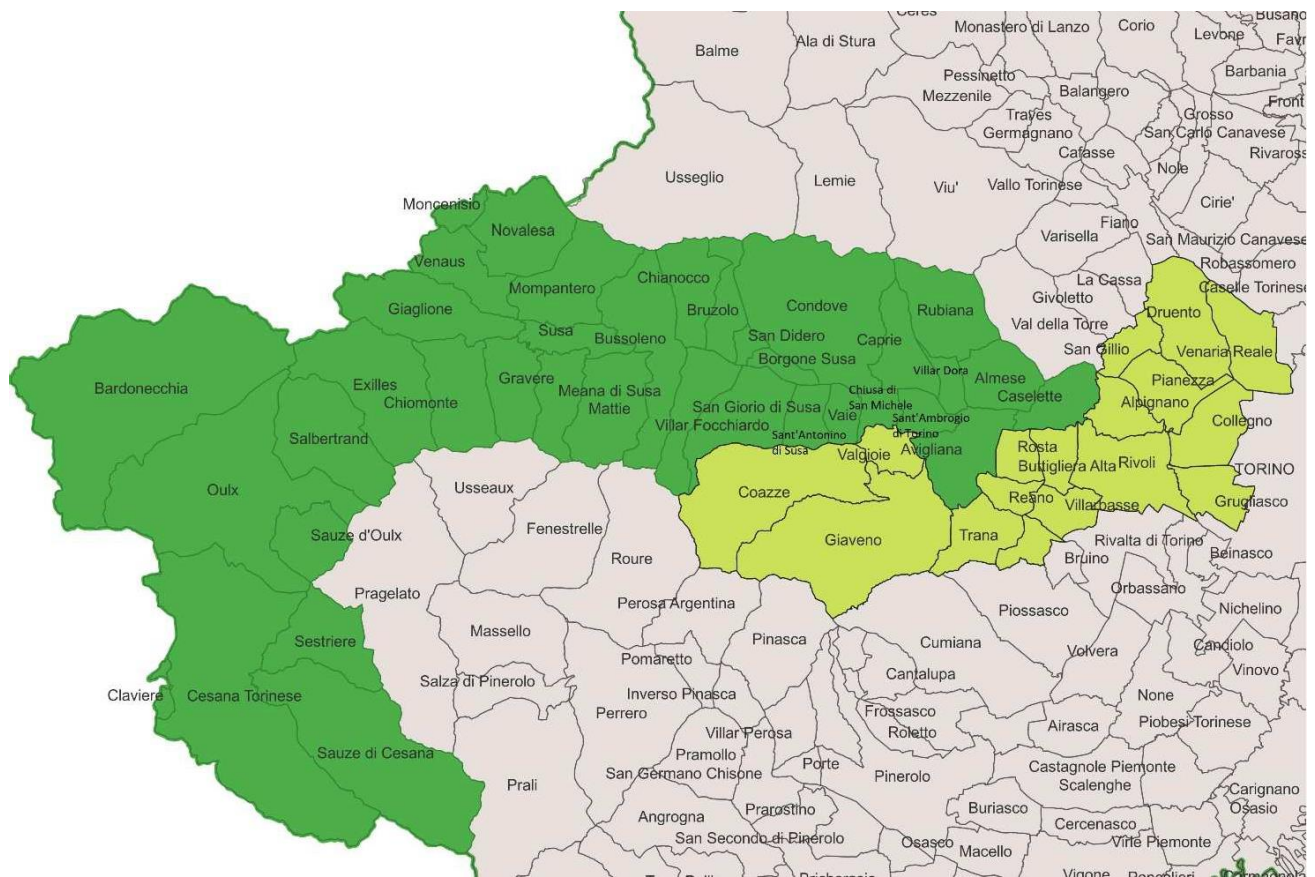 Ceres
Busano
Balme
Ala di Stura
Monastero di Lanzo
Corio
Levone
Barbania
Pessinetto
Mezzenile
Balangero
Front
Traves
Germagnano
Grosso
San Carlo Canavese
Cafasse
Rivaross
Usseglio
Lemie
Viu'
Vallo Torinese
Nole
Cirie'
Moncenisio
Novalesa
Fiano
Varisella
San Maurizio Canavese
Venaus
Chianocco
Robassomero
Mompantero
La Cassa
Caselle Torinese
Giaglione
Bruzolo
Condove
Rubiana
Givoletto
Druento
Susa
Bussoleno
San Didero
Caprie
Val della Torre
San Gillio
Venaria Reale
Bardonecchia
Exilles
Chiomonte
Gravere
Meana di Susa
Mattie
Borgone Susa
Villar Dora
Almese
Caselette
Pianezza
Alpignano
San Giorio di Susa
Villar Focchiardo
Vaie
Chiusa di
San Michele
Sant'Ambrogio
di Torino
Collegno
Salbertrand
Sant'Antonino
di Susa
Valgioie
Avigliana
Rosta
Buttigliera Alta
Rivoli
TORINO
Oulx
Usseaux
Coazze
Reano
Villarbasse
Grugliasco
Sauze d'Oulx
Fenestrelle
Giaveno
Trana
Rivalta di Torino
Beinasco
Roure
Bruino
Pragelato
Orbassano
Perosa Argentina
Piossasco
Nichelino
Sestriere
Massello
Pinasca
Cumiana
Volvera
Candiolo
Pomaretto
Vinovo
Claviere
Cesana Torinese
Salza di Pinerolo
Inverso Pinasca
Cantalupa
None
Perrero
Frossasco
Roletto
Airasca
Piobesi Torinese
Sauze di Cesana
Villar Perosa
Pramollo
San Germano Chisone
Porte
Pinerolo
Castagnole Piemonte
Scalenghe
Prali
Carignano
Osasio
Angrogna
Prarostino
Buriasco
Cercenasco
San Secondo di Pinerolo
Osasco
Macello
Virle Piemonte
Vigone